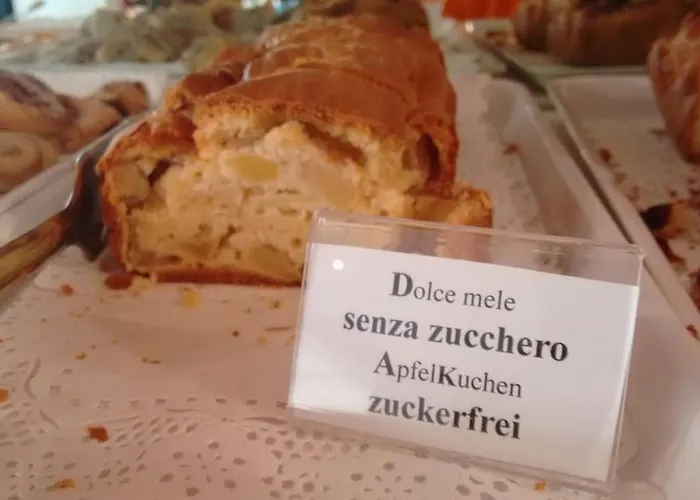 Dolce mele
senza zucchero
ApfelKuchen
zuckerfrei